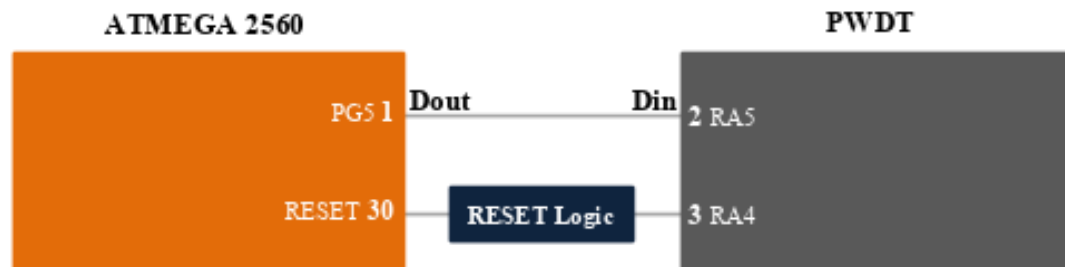 ATMEGA 2560
PWDT
PG5 1
Dout
Din
2 RA5
RESET 30
RESET Logic
3 RA4